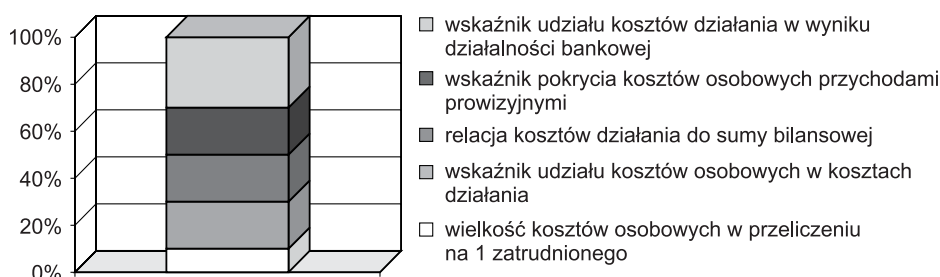 100%
80%
60%
40%
20%
0%
wskaźnik udziału kosztów działania w wyniku
działalności bankowej
wskaźnik pokrycia kosztów osobowych przychodami
prowizyjnymi
relacja kosztów działania do sumy bilansowej
wskaźnik udziału kosztów osobowych w kosztach
działania
wielkość kosztów osobowych w przeliczeniu
na 1 zatrudnionego